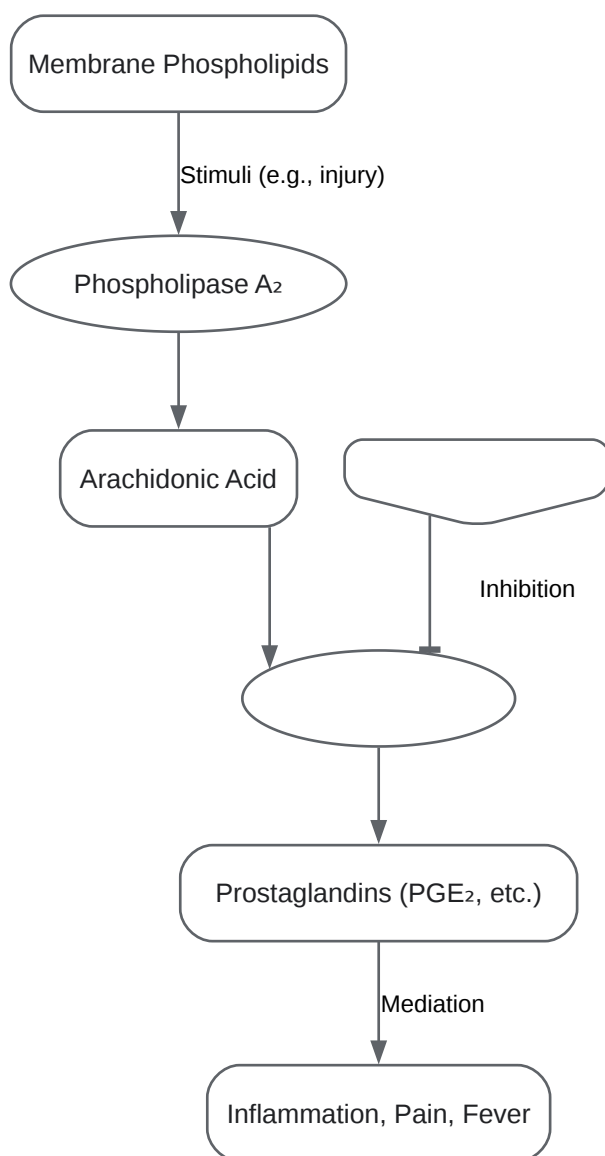 Membrane Phospholipids
Stimuli (e.g., injury)
Phospholipase A₂
Arachidonic Acid
Inhibition
Prostaglandins (PGE₂, etc.)
Mediation
Inflammation, Pain, Fever